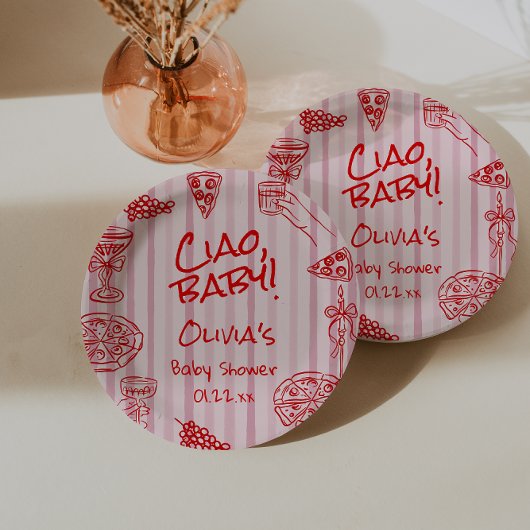 Ciao,
baby!
Olivia's
Baby Shower
01.22.xx
Ciao,
baby!
Olivia's
Baby Shower
01.22.xx